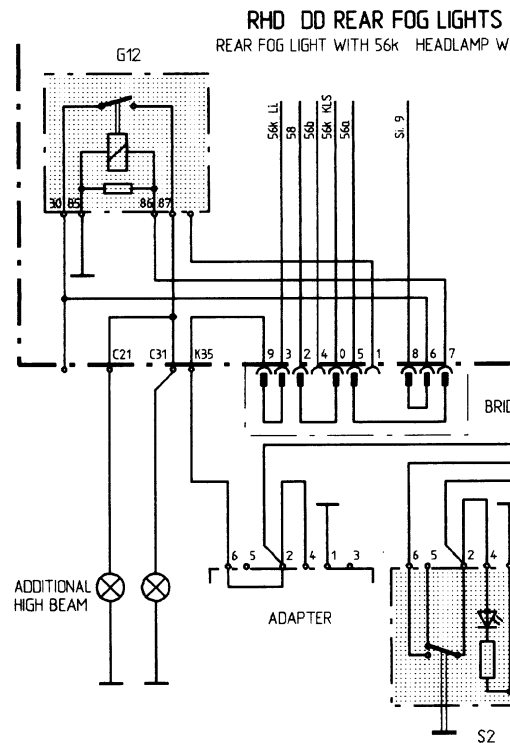 RHD DD REAR FOG LIGHTS
REAR FOG LIGHT WITH 56k HEADLAMP W
G12
56k Li
58
56b
56k KLS
56a
Si. 9
30 85 86 87
C21 C31 K35 9 3 2 4 0 5 1 8 6 7
BRID
6 5 2 4 1 3
6 5 2 4
ADDITIONAL
HIGH BEAM
ADAPTER
S2